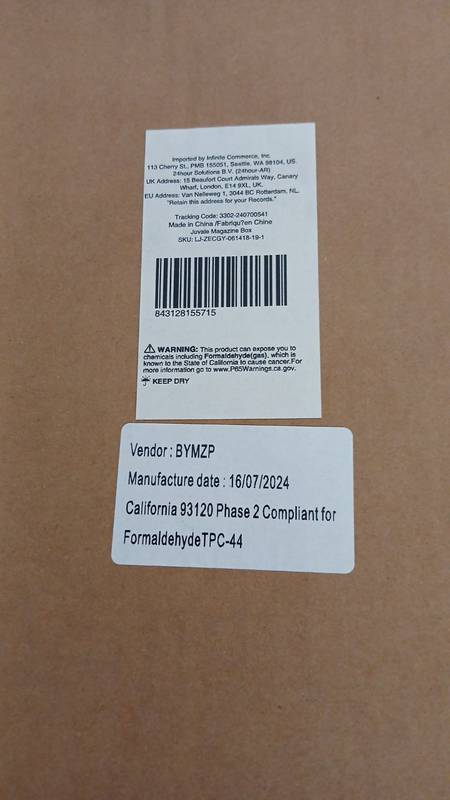 Imported by Infinite Commerce, Inc.
113 Cherry St., PMB 155051, Seattle, WA 98104, US.
24hour Solutions B.V. (24hour-AR)
UK Address: 15 Beaufort Court Admirals Way, Canary
Wharf, London, E14 9XL, UK.
EU Address: Van Nelleweg 1, 3044 BC Rotterdam, NL.
"Retain this address for your Records."
Tracking Code: 3302-240700541
Made in China /Fabriqu?en Chine
Juvale Magazine Box
SKU: LJ-ZECGY-061418-19-1
843128155715
WARNING: This product can expose you to
chemicals including Formaldehyde(gas), which is
known to the State of California to cause cancer.For
more information go to www.P65Warnings.ca.gov.
KEEP DRY
Vendor : BYMZP
Manufacture date : 16/07/2024
California 93120 Phase 2 Compliant for
FormaldehydeTPC-44